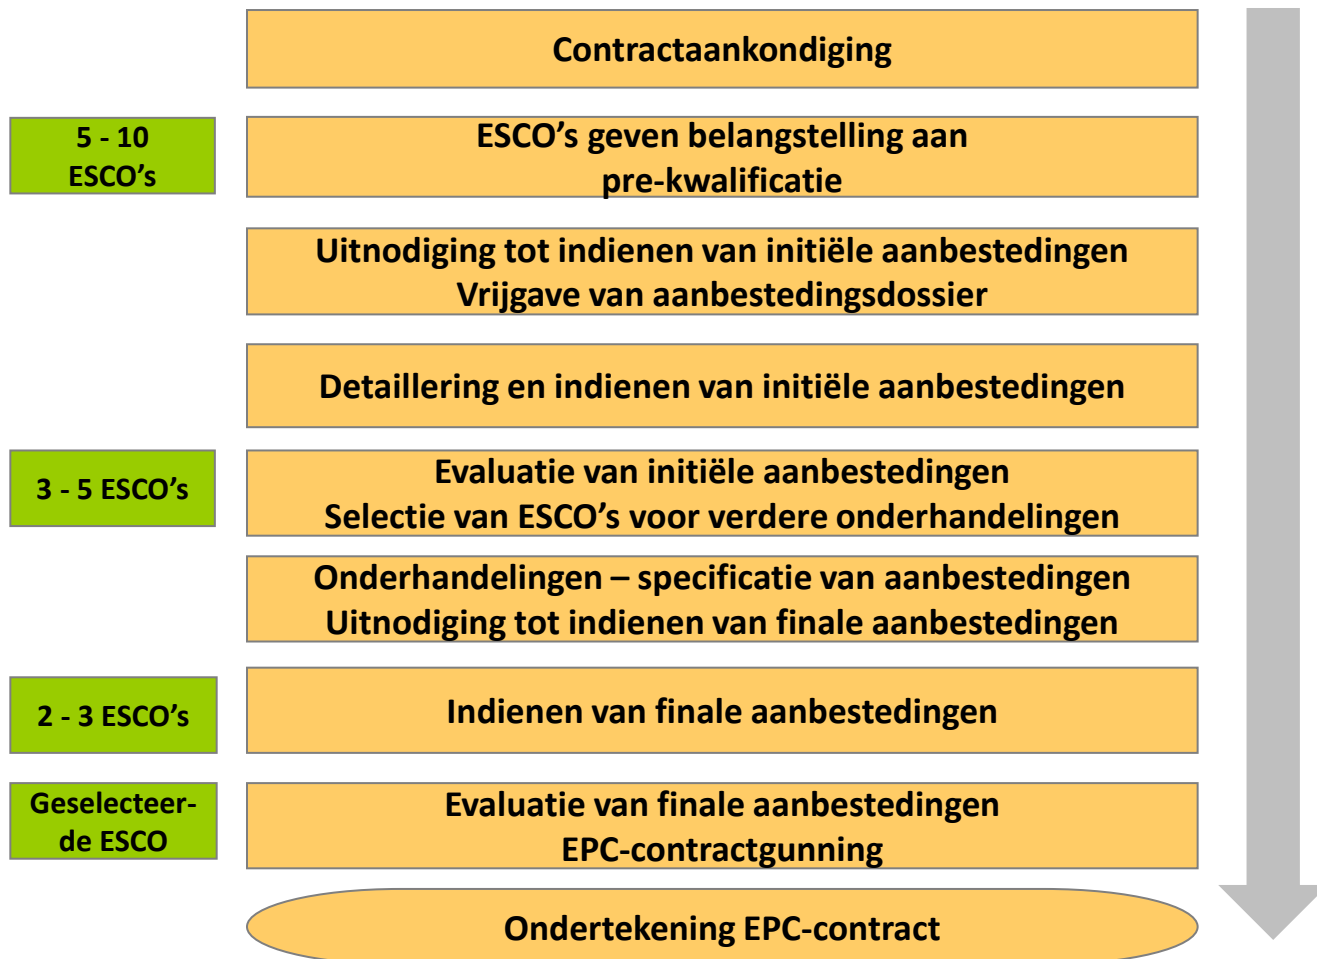 Contractaankondiging
5 - 10
ESCO’s
ESCO’s geven belangstelling aan
pre-kwalificatie
Uitnodiging tot indienen van initiële aanbestedingen
Vrijgave van aanbestedingsdossier
Detaillering en indienen van initiële aanbestedingen
3 - 5 ESCO’s
Evaluatie van initiële aanbestedingen
Selectie van ESCO’s voor verdere onderhandelingen
Onderhandelingen – specificatie van aanbestedingen
Uitnodiging tot indienen van finale aanbestedingen
2 - 3 ESCO’s
Indienen van finale aanbestedingen
Geselecteer-
de ESCO
Evaluatie van finale aanbestedingen
EPC-contractgunning
Ondertekening EPC-contract